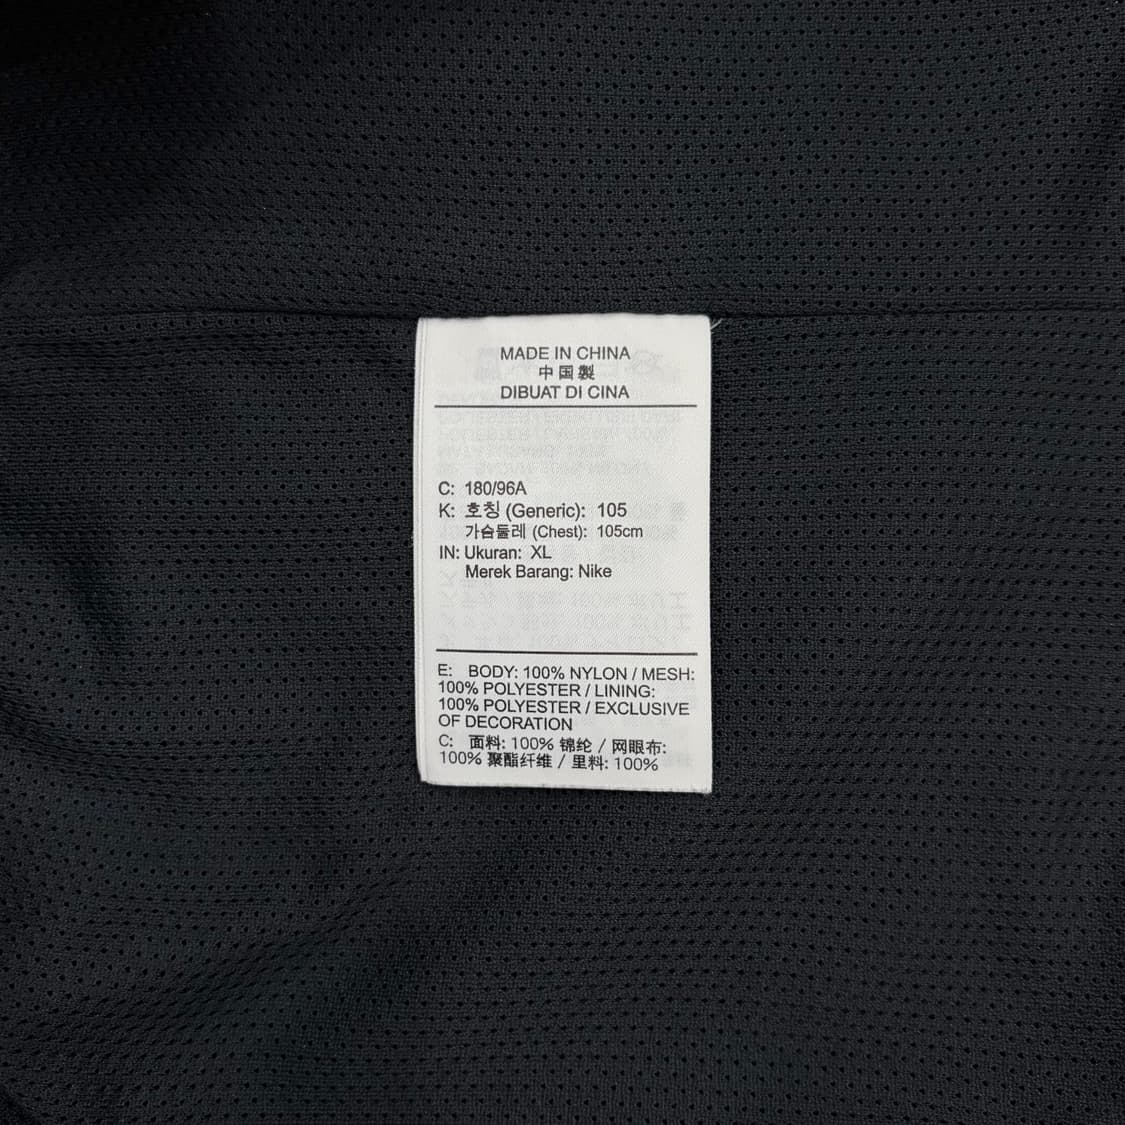 MADE IN CHINA
中国製
DIBUAT DI CINA
C: 180/96A
K: 호칭 (Generic): 105
가슴둘레 (Chest): 105cm
IN: Ukuran: XL
Merek Barang: Nike
E: BODY: 100% NYLON / MESH:
100% POLYESTER / LINING:
100% POLYESTER / EXCLUSIVE
OF DECORATION
C: 面料: 100% 锦纶 / 网眼布:
100% 聚酯纤维 / 里料: 100%